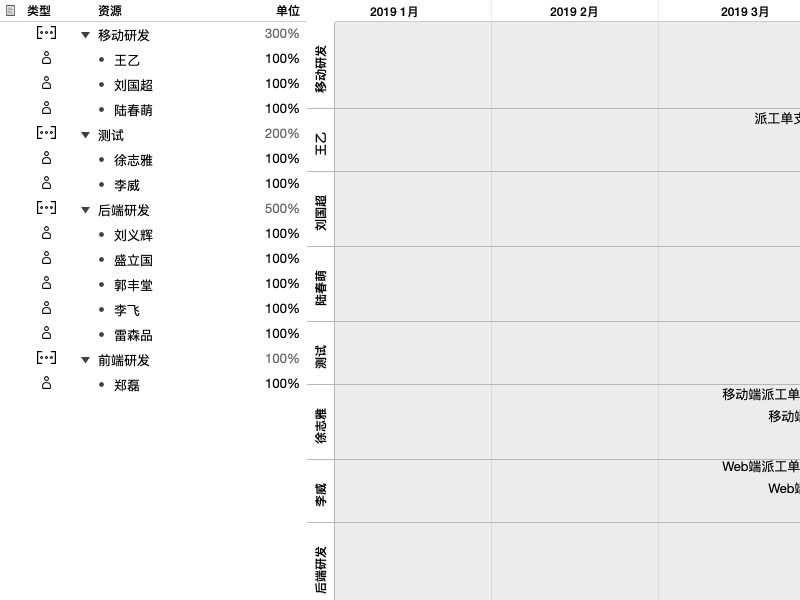 类型 资源 单位
移动研发 300%
王乙 100%
刘国超 100%
陆春萌 100%
测试 200%
徐志雅 100%
李威 100%
后端研发 500%
刘义辉 100%
盛立国 100%
郭丰堂 100%
李飞 100%
雷森品 100%
前端研发 100%
郑磊 100%
2019 1月 2019 2月 2019 3月
移动研发
王乙
派工单支
刘国超
陆春萌
测试
徐志雅
移动端派工单
移动端
李威
Web端派工单
Web端
后端研发